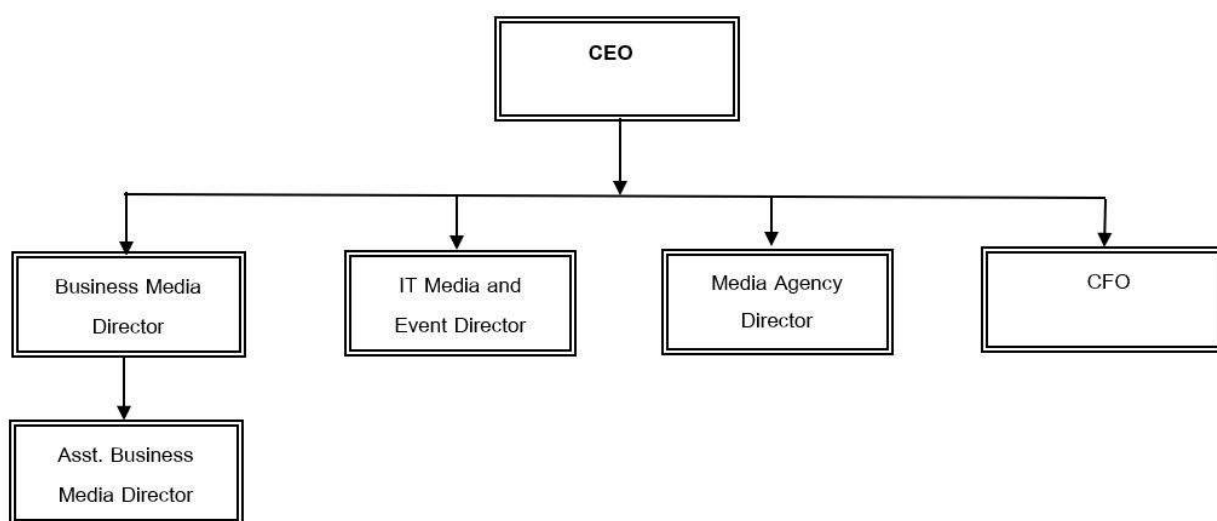 CEO
Business Media
Director
IT Media and
Event Director
Media Agency
Director
CFO
Asst. Business
Media Director